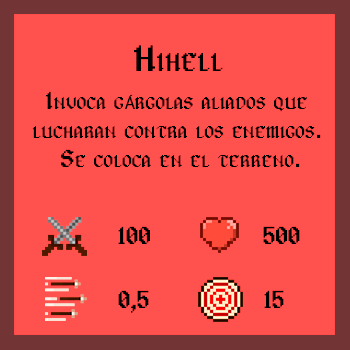 Hihell
Invoca gárgolas aliados que
lucharan contra los enemigos.
Se coloca en el terreno.
100 500
0,5 15